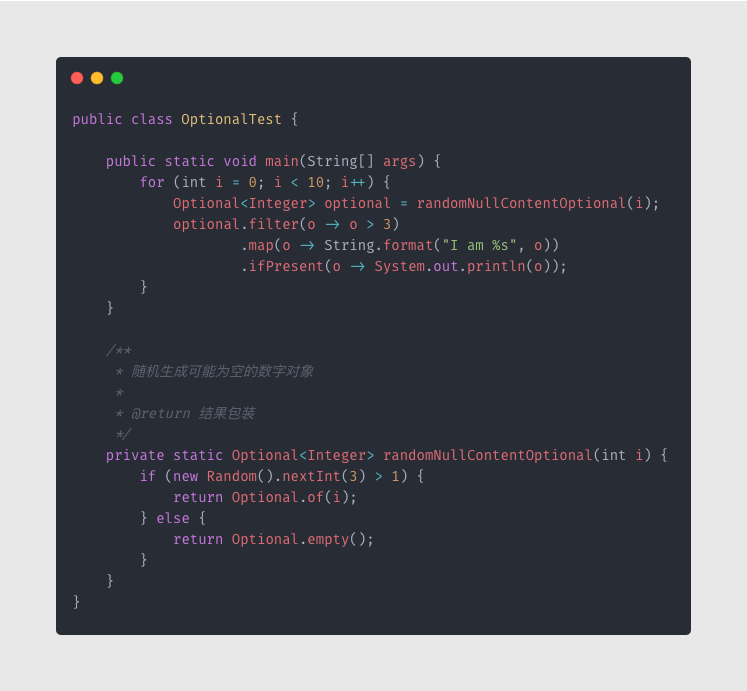 public class OptionalTest {
    public static void main(String[] args) {
        for (int i = 0; i < 10; i++) {
            Optional<Integer> optional = randomNullContentOptional(i);
            optional.filter(o -> o > 3)
                    .map(o -> String.format("I am %s", o))
                    .ifPresent(o -> System.out.println(o));
        }
    }
    /**
     * 随机生成可能为空的数字对象
     *
     * @return 结果包装
     */
    private static Optional<Integer> randomNullContentOptional(int i) {
        if (new Random().nextInt(3) > 1) {
            return Optional.of(i);
        } else {
            return Optional.empty();
        }
    }
}